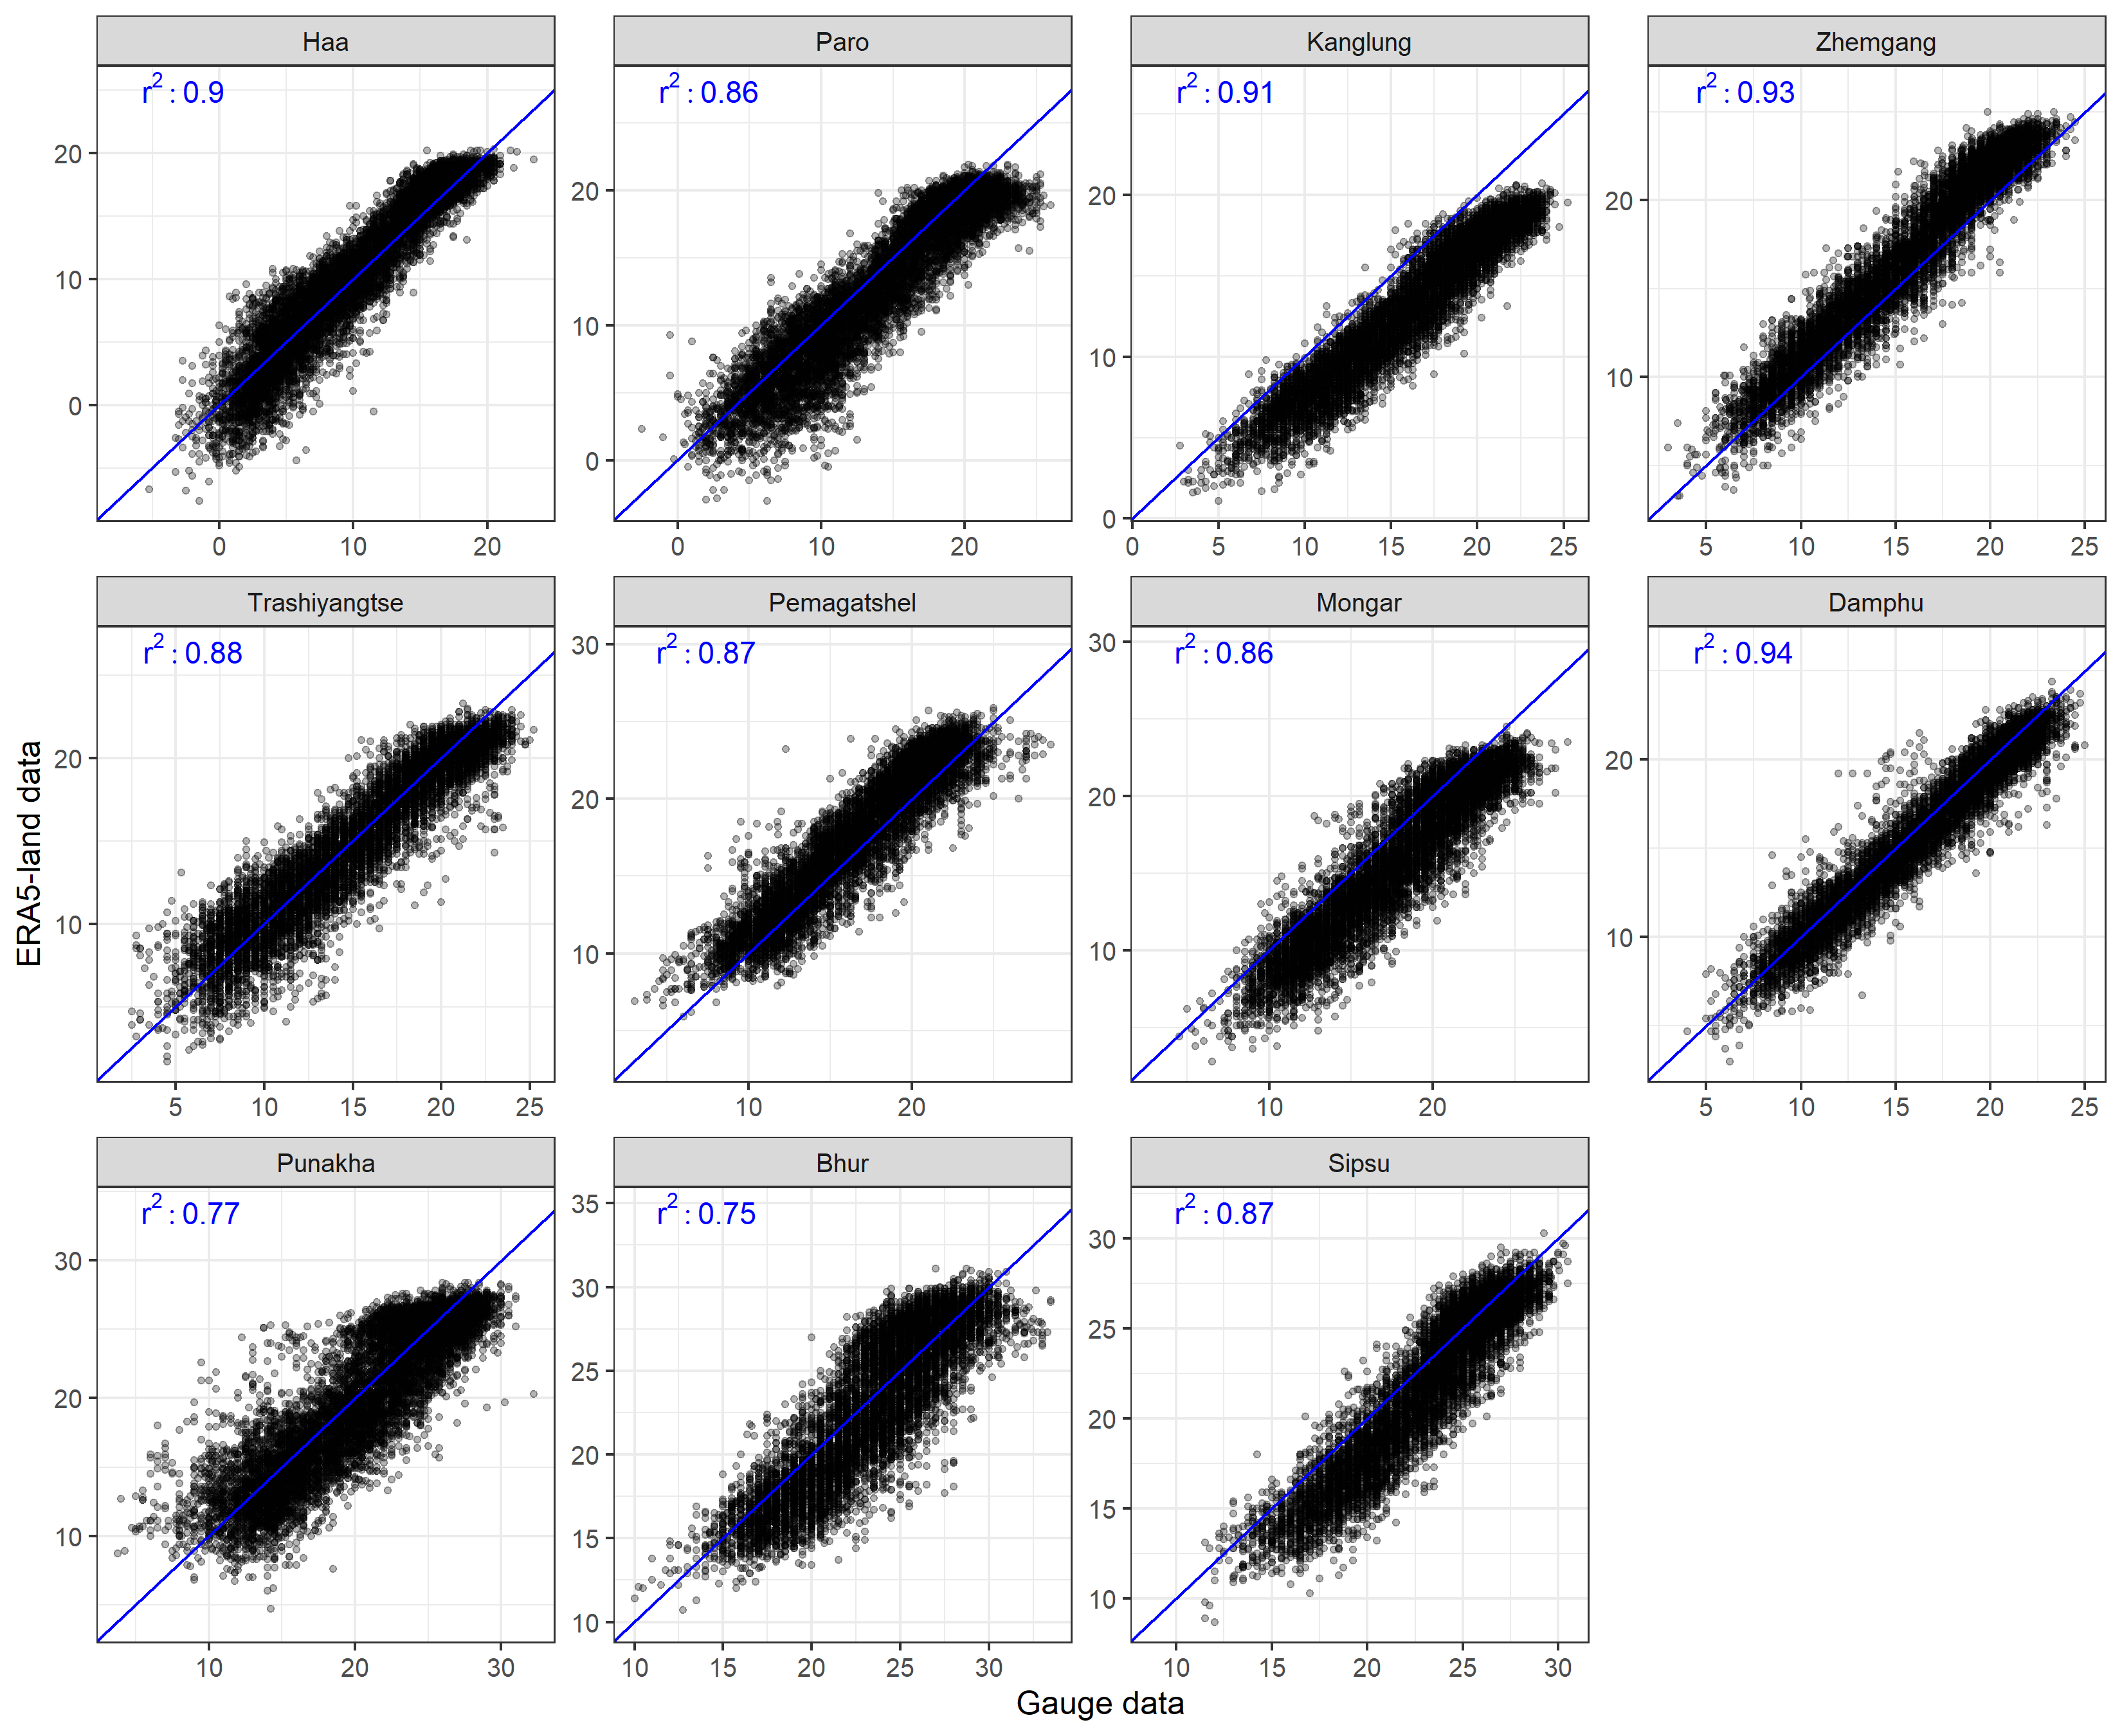 Haa Paro Kanglung Zhemgang
r²:0.9 r²:0.86 r²:0.91 r²:0.93
20 10 0
20 10 0
20 10 0
20 10
0 10 20
0 10 20
0 5 10 15 20 25
5 10 15 20 25
Trashiyangtse Pemagatshel Mongar Damphu
r²:0.88 r²:0.87 r²:0.86 r²:0.94
20 10
30 20 10
30 20 10
20 10
5 10 15 20 25
10 20
10 20
5 10 15 20 25
ERA5-land data
Punakha Bhur Sipsu
r²:0.77 r²:0.75 r²:0.87
30 20 10
35 30 25 20 15 10
30 25 20 15 10
10 20 30
10 15 20 25 30
10 15 20 25 30
Gauge data